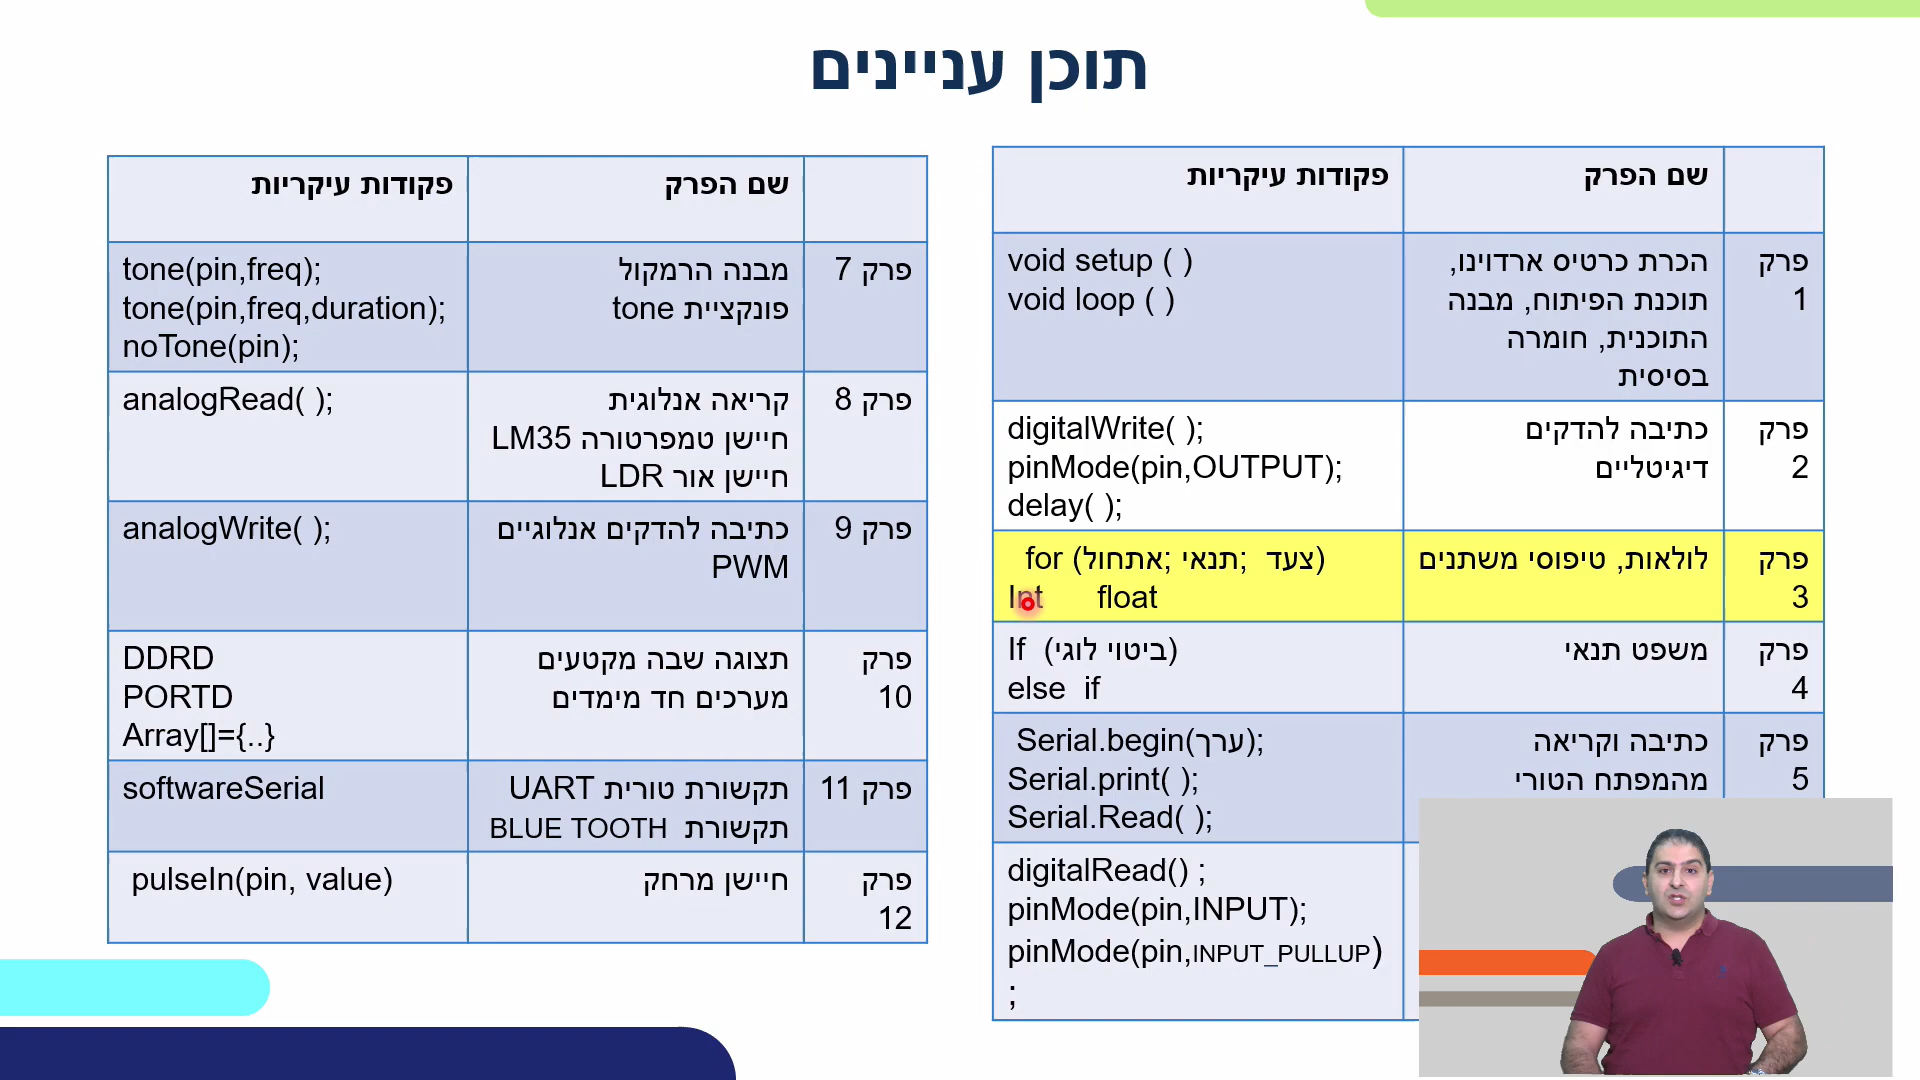 תוכן עניינים
שם הפרק
פקודות עיקריות
פרק
1
הכרת כרטיס ארדוינו,
תוכנת הפיתוח, מבנה
התוכנית, חומרה
בסיסית
void setup ( )
void loop ( )
פרק
2
כתיבה להדקים
דיגיטליים
digitalWrite( );
pinMode(pin,OUTPUT);
delay( );
פרק
3
לולאות, טיפוסי משתנים
for (אתחול; תנאי; צעד)
Int float
פרק
4
משפט תנאי
If (ביטוי לוגי)
else if
פרק
5
כתיבה וקריאה
מהמפתח הטורי
Serial.begin(ערך);
Serial.print( );
Serial.Read( );
digitalRead() ;
pinMode(pin,INPUT);
pinMode(pin,INPUT_PULLUP)
;
שם הפרק
פקודות עיקריות
פרק 7
מבנה הרמקול
פונקציית tone
tone(pin,freq);
tone(pin,freq,duration);
noTone(pin);
פרק 8
קריאה אנלוגית
חיישן טמפרטורה LM35
חיישן אור LDR
analogRead( );
פרק 9
כתיבה להדקים אנלוגיים
PWM
analogWrite( );
פרק
10
תצוגה שבה מקטעים
מערכים חד מימדים
DDRD
PORTD
Array[]={..}
פרק 11
תקשורת טורית UART
תקשורת BLUE TOOTH
softwareSerial
פרק
12
חיישן מרחק
pulseIn(pin, value)